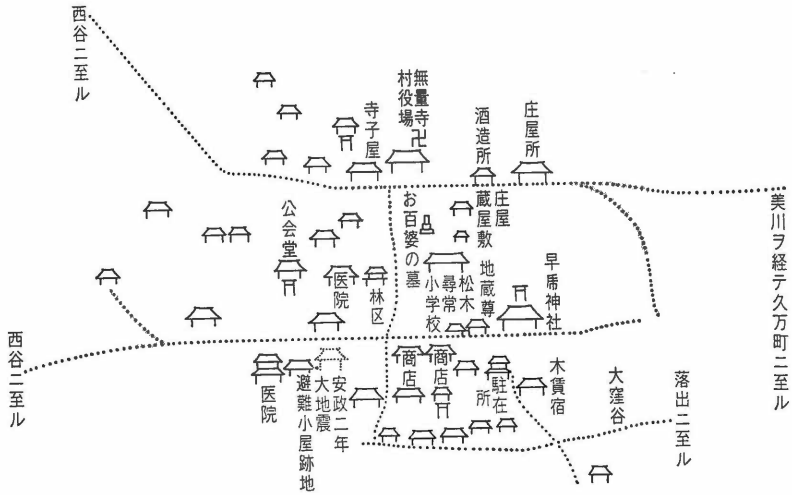 西谷ニ至ル
寺子屋
村役場
無量寺
卍
酒造所
庄屋所
公会堂
お百婆の墓
庄屋
蔵屋敷
美川ヲ経テ久万町ニ至ル
医院
林区
松木
尋常
小学校
地蔵尊
早虎神社
西谷ニ至ル
医院
安政二年
大地震
避難小屋跡地
商店
商店
駐在
所
木賃宿
大窪谷
落出ニ至ル